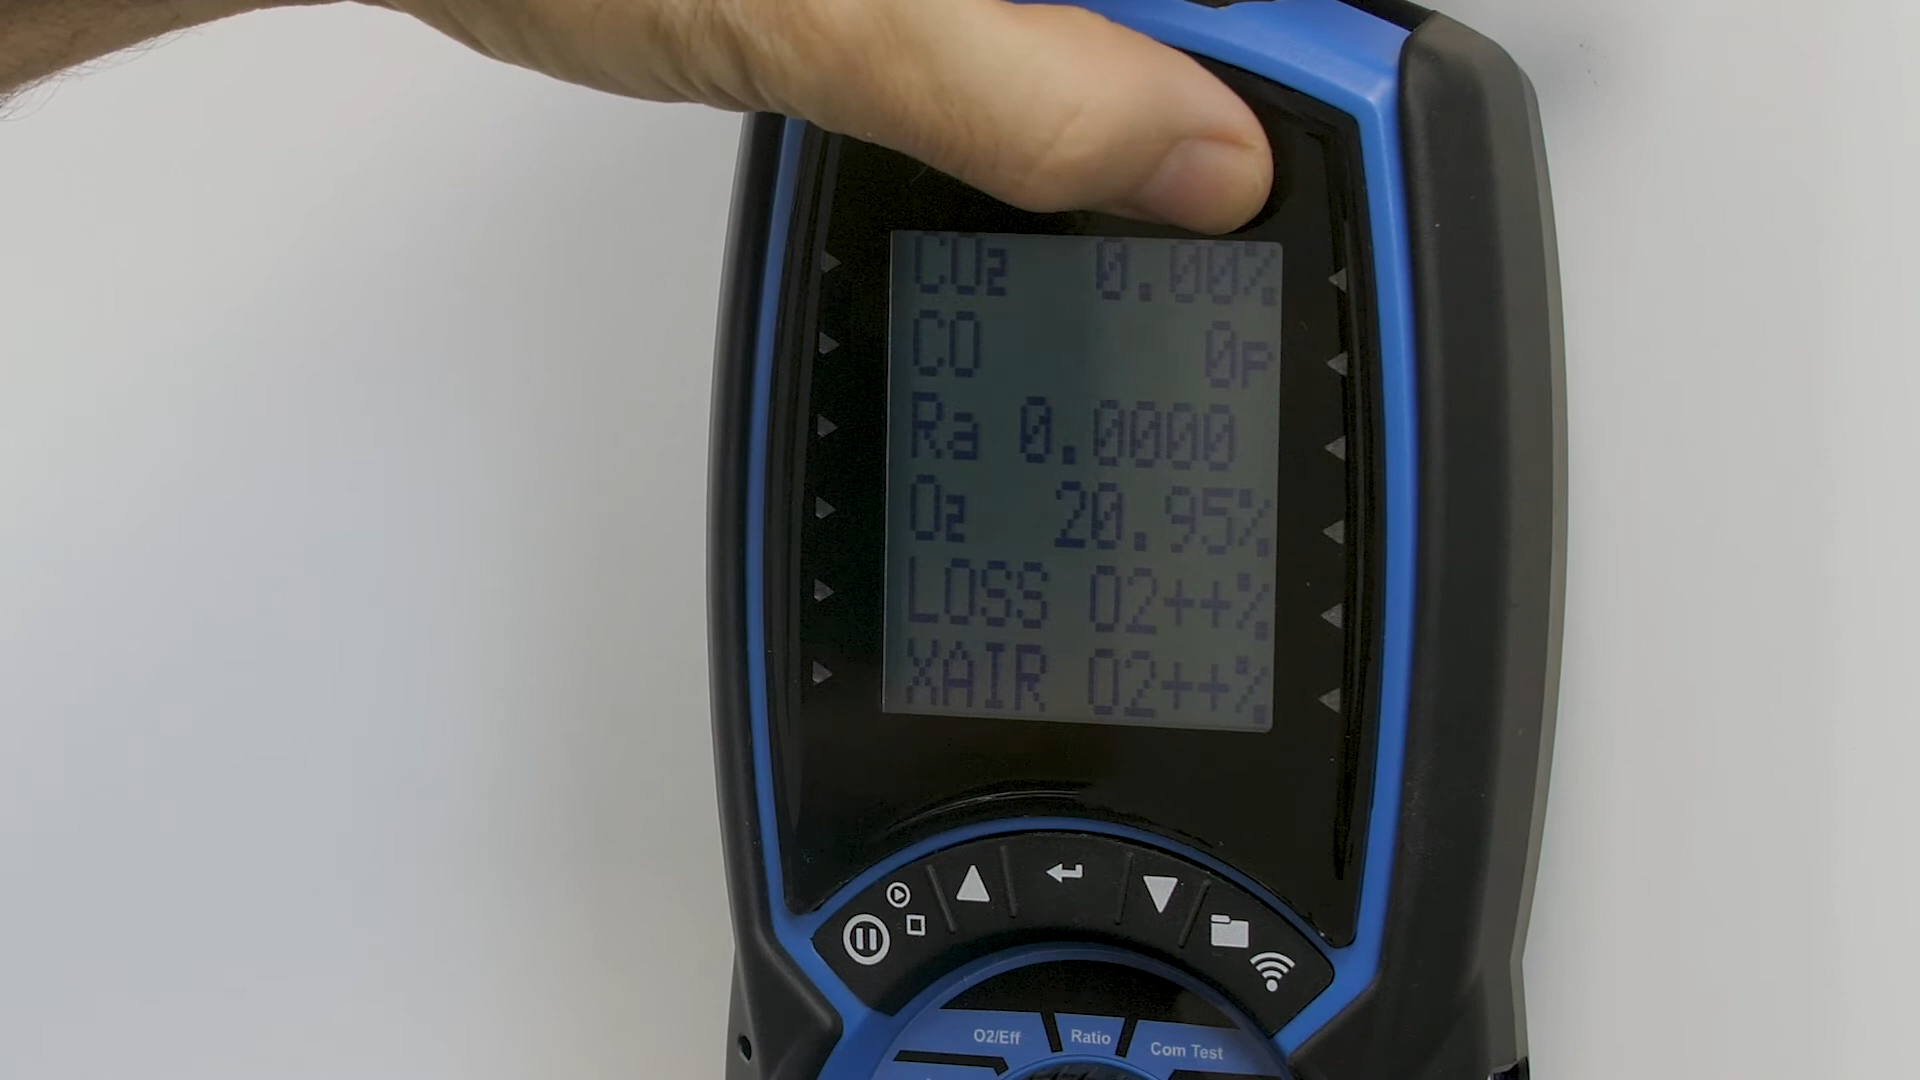 CO2 0.00%
CO 0P
Ra 0.0000
O2 20.95%
LOSS O2++%
XAIR O2++%
O2/Eff Ratio Com Test